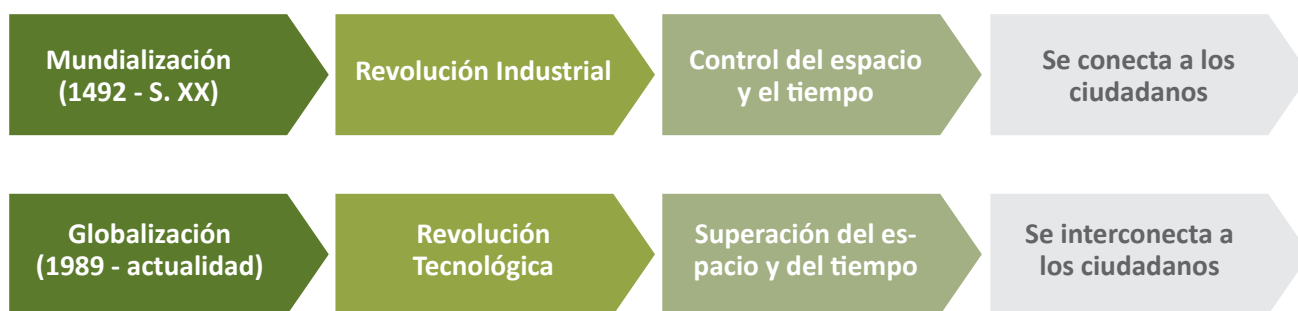 Mundialización
(1492 - S. XX)
Revolución Industrial
Control del espacio
y el tiempo
Se conecta a los
ciudadanos
Globalización
(1989 - actualidad)
Revolución
Tecnológica
Superación del es-
pacio y del tiempo
Se interconecta a
los ciudadanos